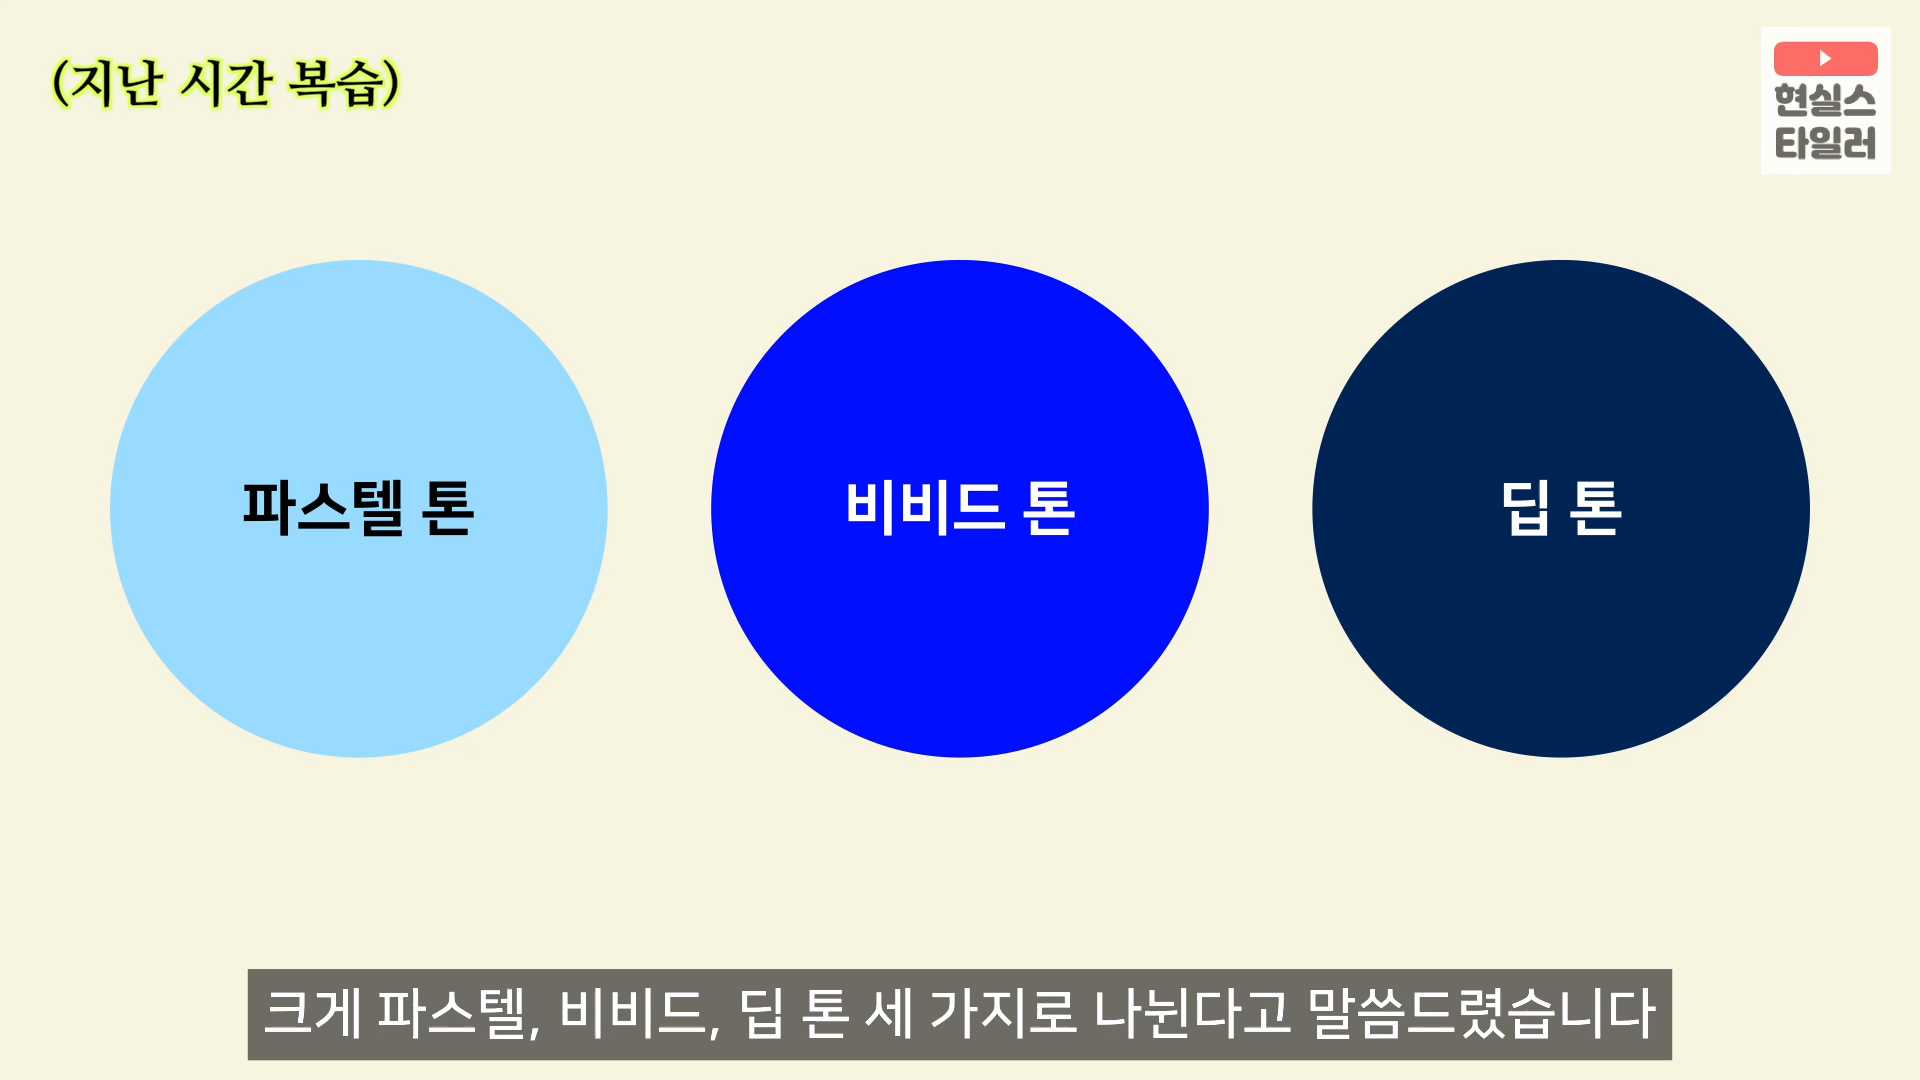 (지난 시간 복습)
현실스
타일러
파스텔 톤
비비드 톤
딥 톤
크게 파스텔, 비비드, 딥 톤 세 가지로 나뉜다고 말씀드렸습니다